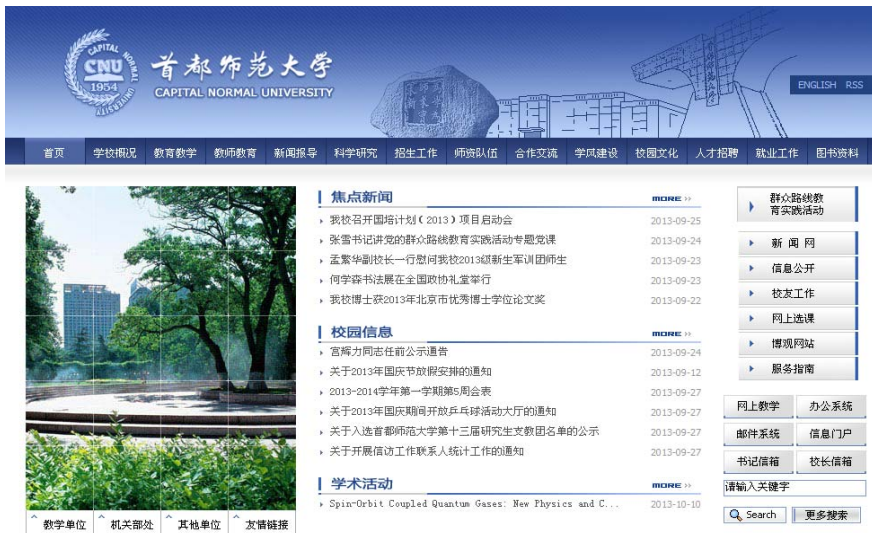 CAPITAL NORMAL UNIVERSITY
CNU
1954
首都师范大学
CAPITAL NORMAL UNIVERSITY
首都师范大学
ENGLISH RSS
首页 学校概况 教育教学 教师教育 新闻报导 科学研究 招生工作 师资队伍 合作交流 学风建设 校园文化 人才招聘 就业工作 图书资料
焦点新闻 MORE
我校召开国培计划(2013)项目启动会 2013-09-25
张雪书记讲党的群众路线教育实践活动专题党课 2013-09-24
孟繁华副校长一行慰问我校2013级新生军训团师生 2013-09-23
何学森书法展在全国政协礼堂举行 2013-09-23
我校博士获2013年北京市优秀博士学位论文奖 2013-09-22
校园信息 MORE
宫辉力同志任前公示通告 2013-09-24
关于2013年国庆节放假安排的通知 2013-09-12
2013-2014学年第一学期第5周会表 2013-09-27
关于2013年国庆期间开放乒乓球活动大厅的通知 2013-09-27
关于入选首都师范大学第十三届研究生支教团名单的公示 2013-09-27
关于开展信访工作联系人统计工作的通知 2013-09-27
学术活动 MORE
Spin-Orbit Coupled Quantum Gases: New Physics and C... 2013-10-10
群众路线教
育实践活动
新 闻 网
信息公开
校友工作
网上选课
博观网站
服务指南
网上教学 办公系统
邮件系统 信息门户
书记信箱 校长信箱
请输入关键字
Search 更多搜索
教学单位 机关部处 其他单位 友情链接